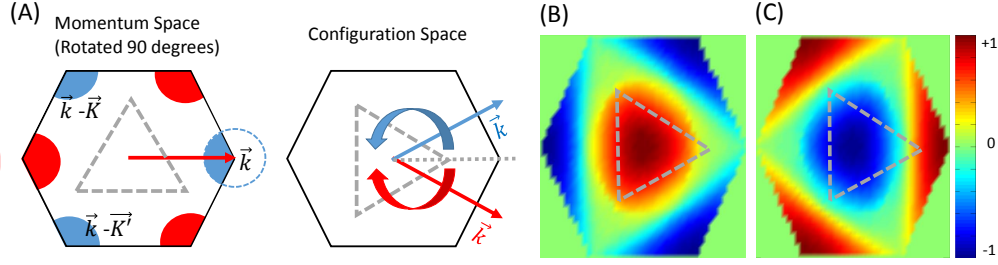 (A)
Momentum Space
(Rotated 90 degrees)
k⃗ -K⃗
k⃗
k⃗ -K'⃗
Configuration Space
k⃗
k⃗
(B)
(C)
+1
0
-1